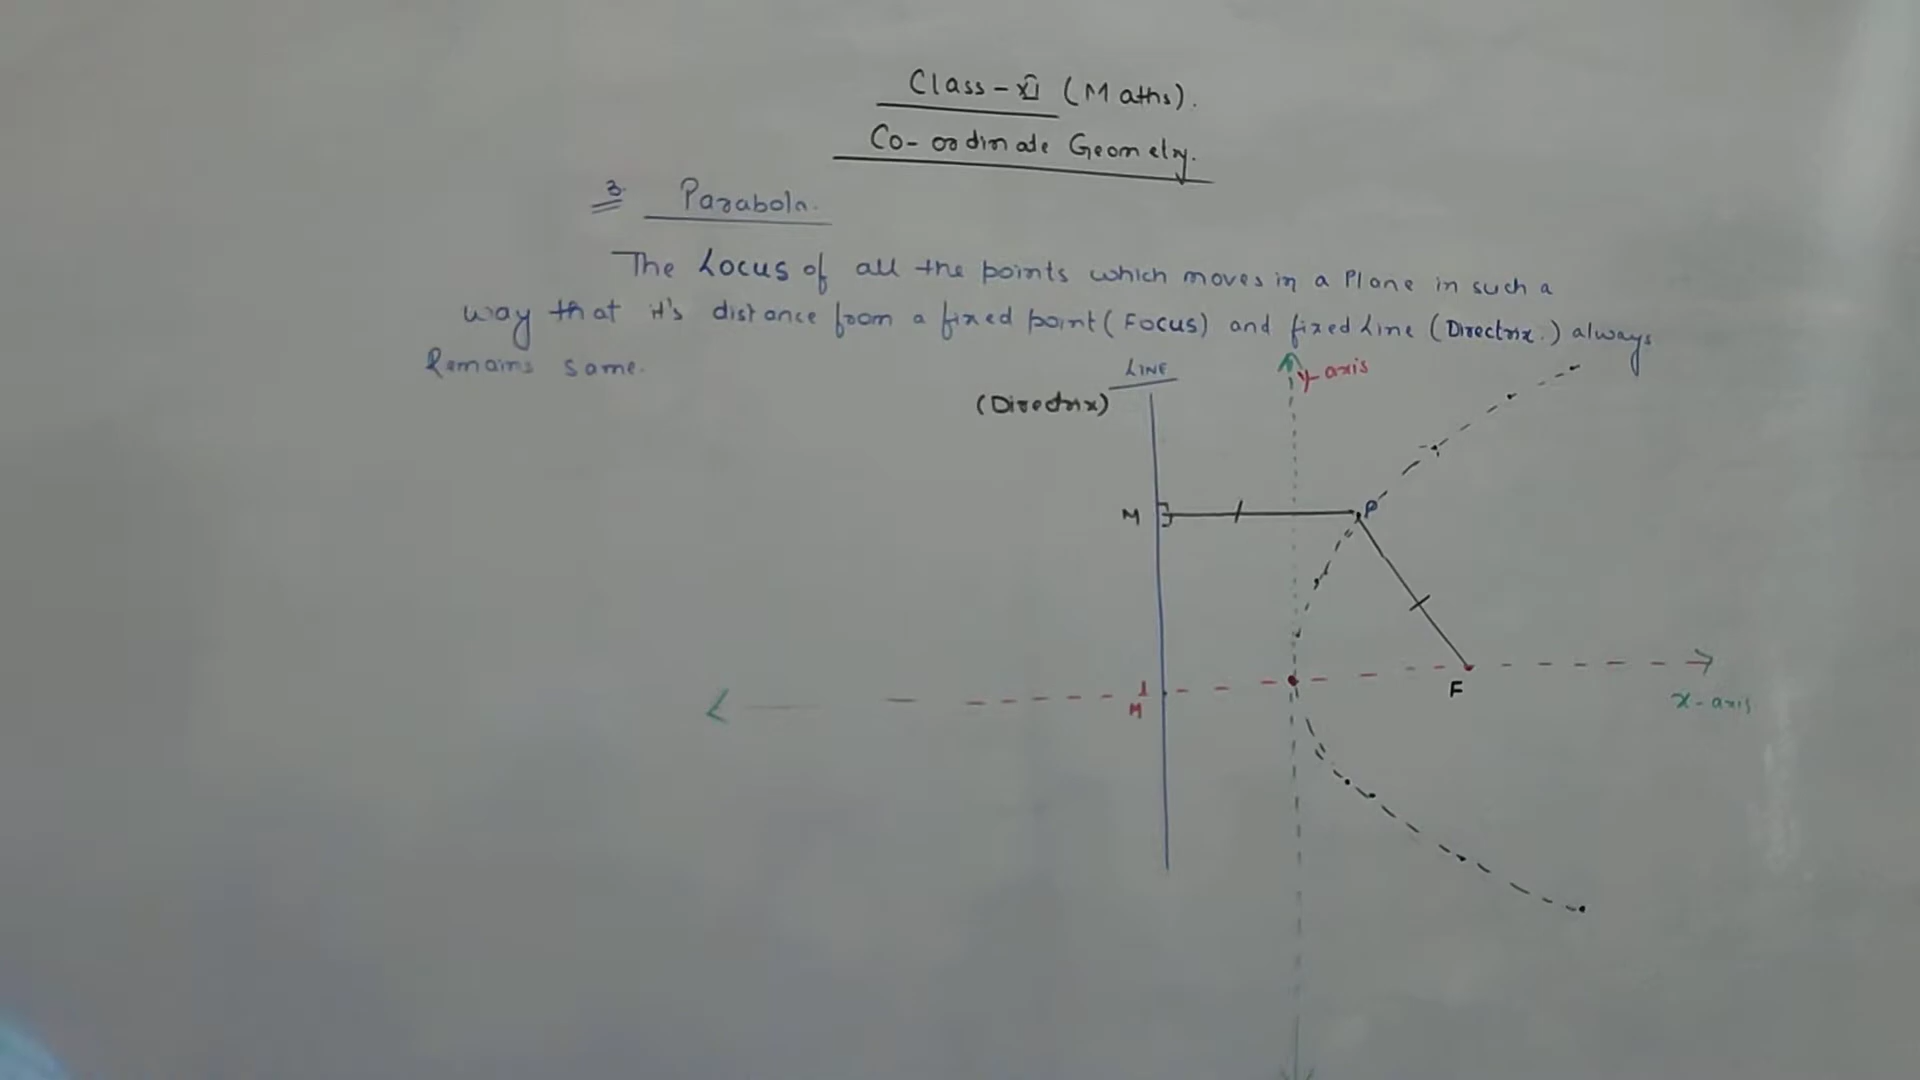 Class-XI (Maths).
Co-ordinate Geometry.
3. Parabola.
The Locus of all the points which moves in a Plane in such a
way that it's distance from a fixed point (Focus) and fixed Line (Directrix.) always
Remains same.
LINE
(Directrix)
y-axis
M
P
M
F
x-axis